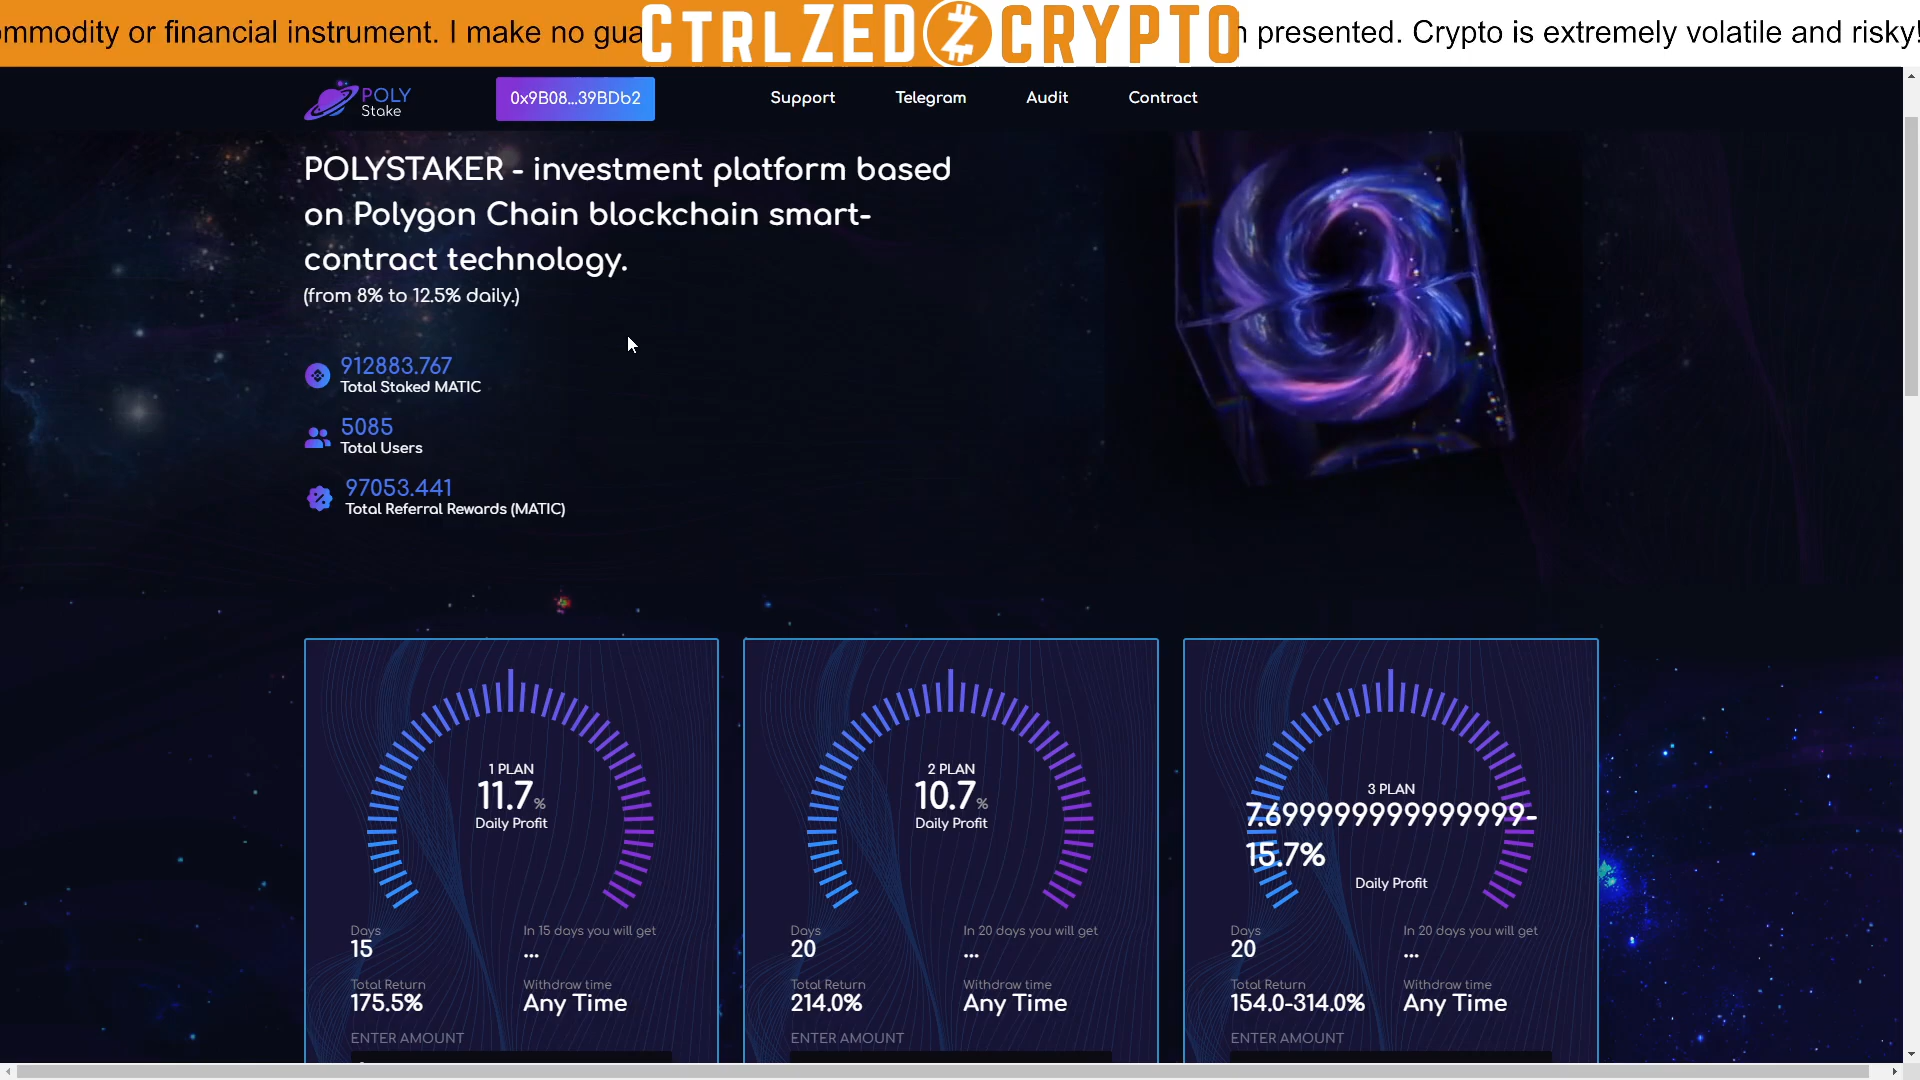 ommodity or financial instrument. I make no gua
CTRLZED CRYPTO
presented. Crypto is extremely volatile and risky!
POLY
Stake
0x9B08...39BDb2
Support
Telegram
Audit
Contract
POLYSTAKER - investment platform based
on Polygon Chain blockchain smart-
contract technology.
(from 8% to 12.5% daily.)
912883.767
Total Staked MATIC
5085
Total Users
97053.441
Total Referral Rewards (MATIC)
1 PLAN
11.7%
Daily Profit
Days
15
In 15 days you will get
...
Total Return
175.5%
Withdraw time
Any Time
ENTER AMOUNT
2 PLAN
10.7%
Daily Profit
Days
20
In 20 days you will get
...
Total Return
214.0%
Withdraw time
Any Time
ENTER AMOUNT
3 PLAN
7.699999999999999-
15.7%
Daily Profit
Days
20
In 20 days you will get
...
Total Return
154.0-314.0%
Withdraw time
Any Time
ENTER AMOUNT